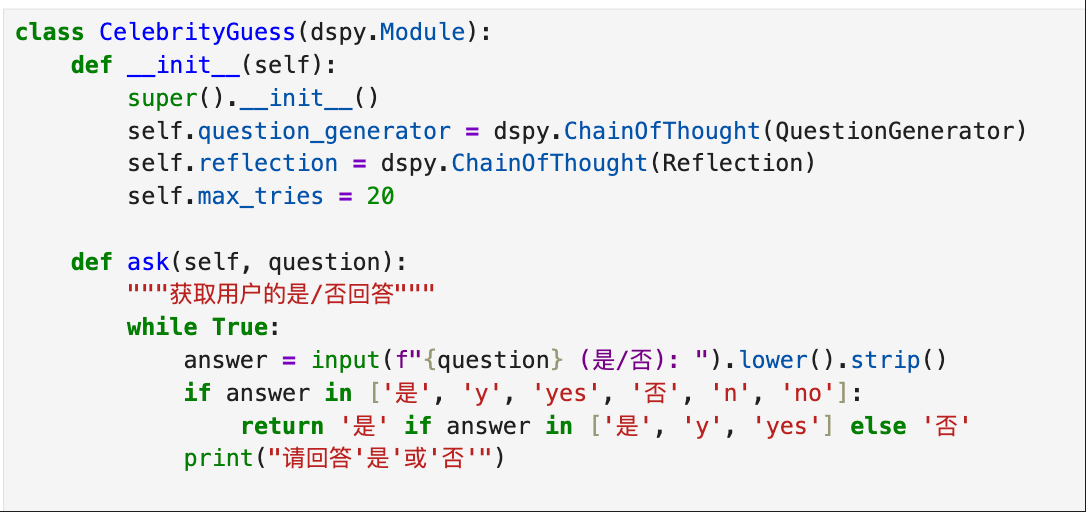 class CelebrityGuess(dspy.Module):
    def __init__(self):
        super().__init__()
        self.question_generator = dspy.ChainOfThought(QuestionGenerator)
        self.reflection = dspy.ChainOfThought(Reflection)
        self.max_tries = 20
    def ask(self, question):
        """获取用户的是/否回答"""
        while True:
            answer = input(f"{question} (是/否): ").lower().strip()
            if answer in ['是', 'y', 'yes', '否', 'n', 'no']:
                return '是' if answer in ['是', 'y', 'yes'] else '否'
            print("请回答'是'或'否'")